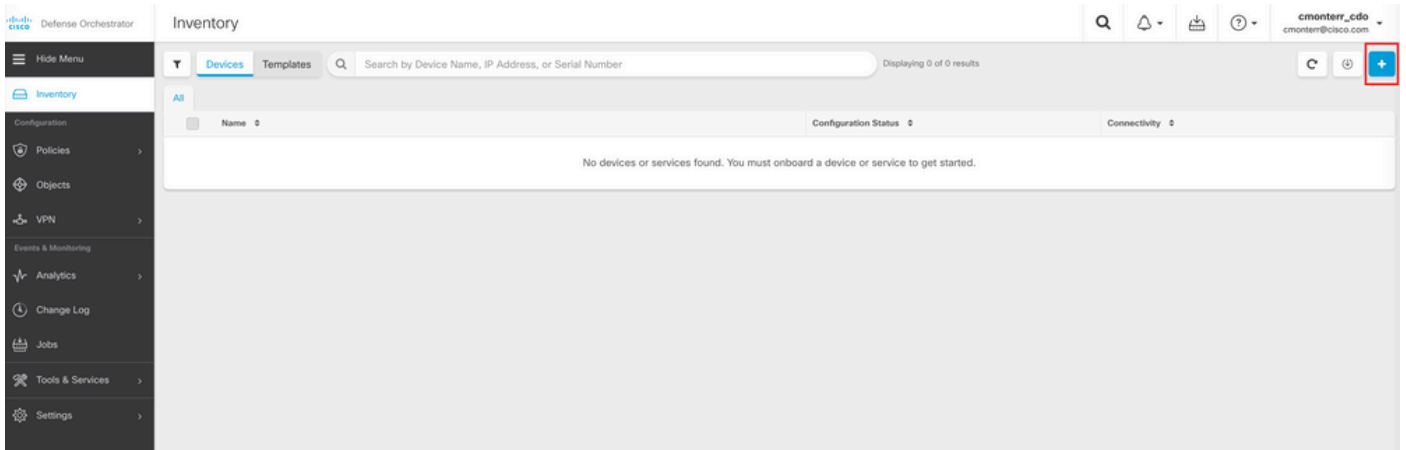 cisco Defense Orchestrator
Inventory
cmonterr_cdo
cmonterr@cisco.com
Hide Menu
Devices Templates Search by Device Name, IP Address, or Serial Number Displaying 0 of 0 results
Inventory
All
Configuration
Name Configuration Status Connectivity
Policies
No devices or services found. You must onboard a device or service to get started.
Objects
VPN
Events & Monitoring
Analytics
Change Log
Jobs
Tools & Services
Settings